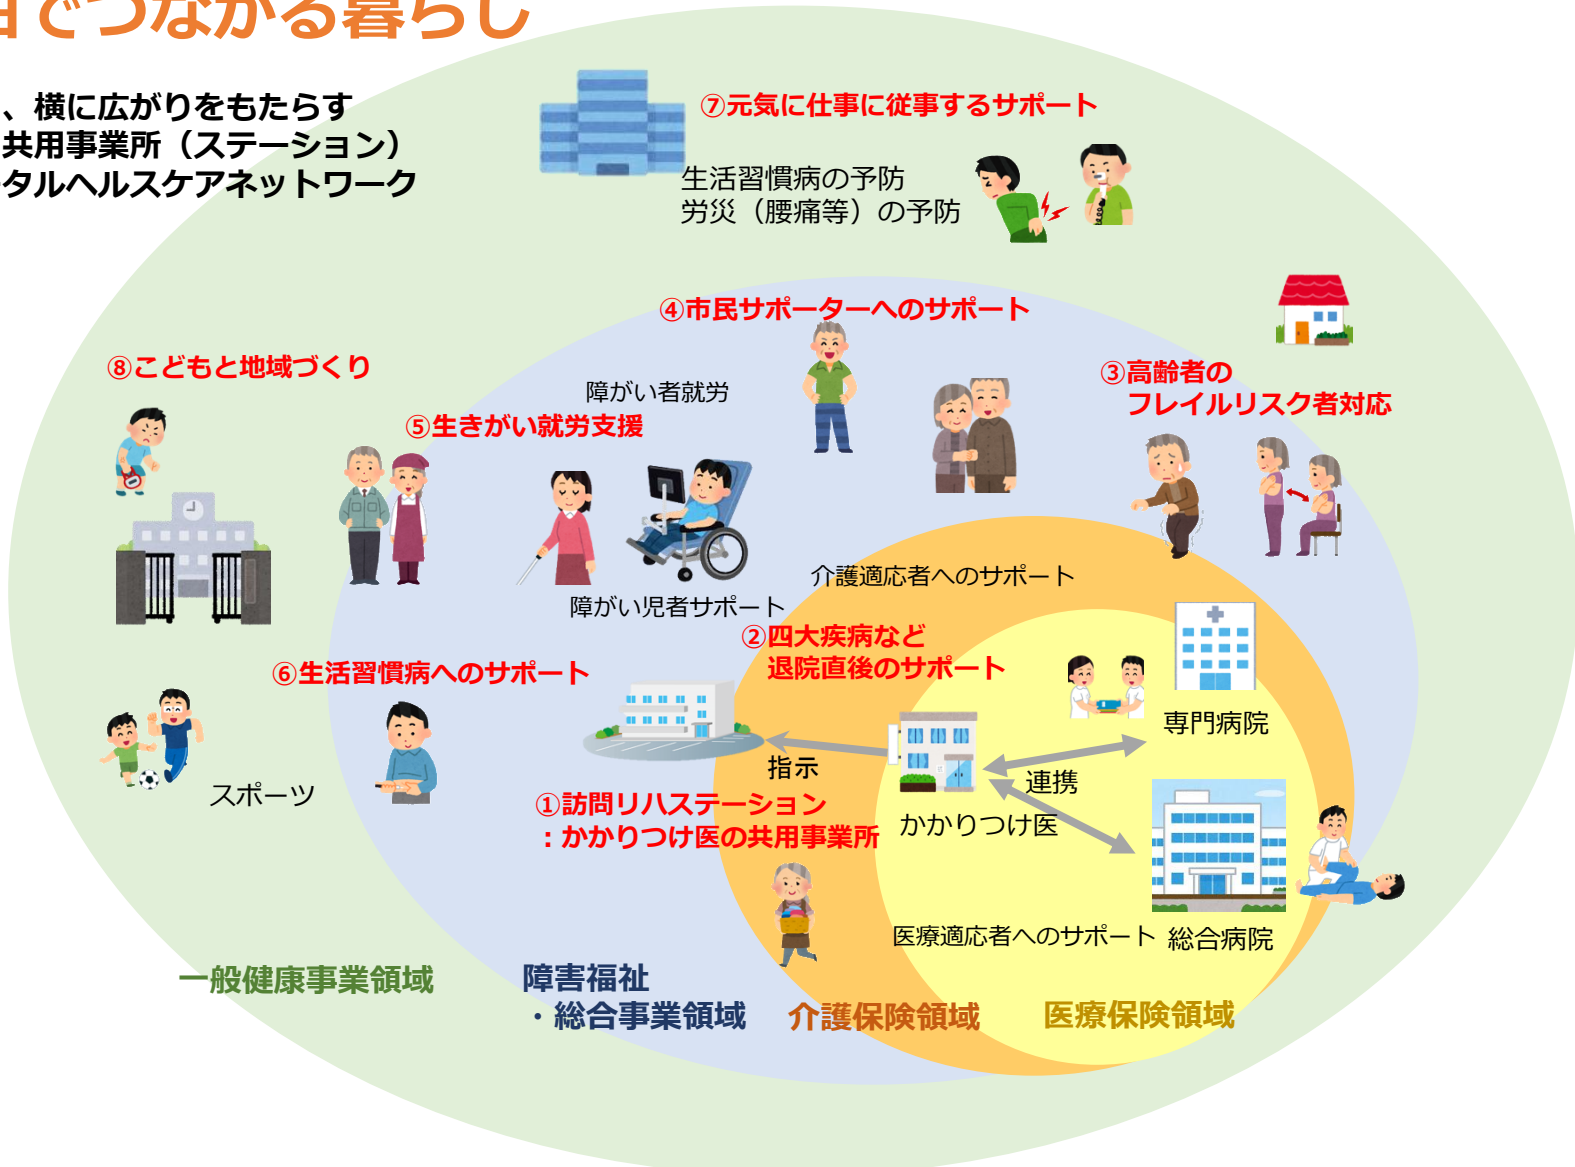 でつながる暮らし
、横に広がりをもたらす
共用事業所（ステーション）
タルヘルスケアネットワーク
⑦元気に仕事に従事するサポート
生活習慣病の予防
労災（腰痛等）の予防
④市民サポーターへのサポート
⑧こどもと地域づくり
障がい者就労
③高齢者の
フレイルリスク者対応
⑤生きがい就労支援
介護適応者へのサポート
障がい児者サポート
②四大疾病など
退院直後のサポート
⑥生活習慣病へのサポート
専門病院
指示
連携
スポーツ
①訪問リハステーション
：かかりつけ医の共用事業所
かかりつけ医
医療適応者へのサポート
総合病院
一般健康事業領域
障害福祉
・総合事業領域
介護保険領域
医療保険領域